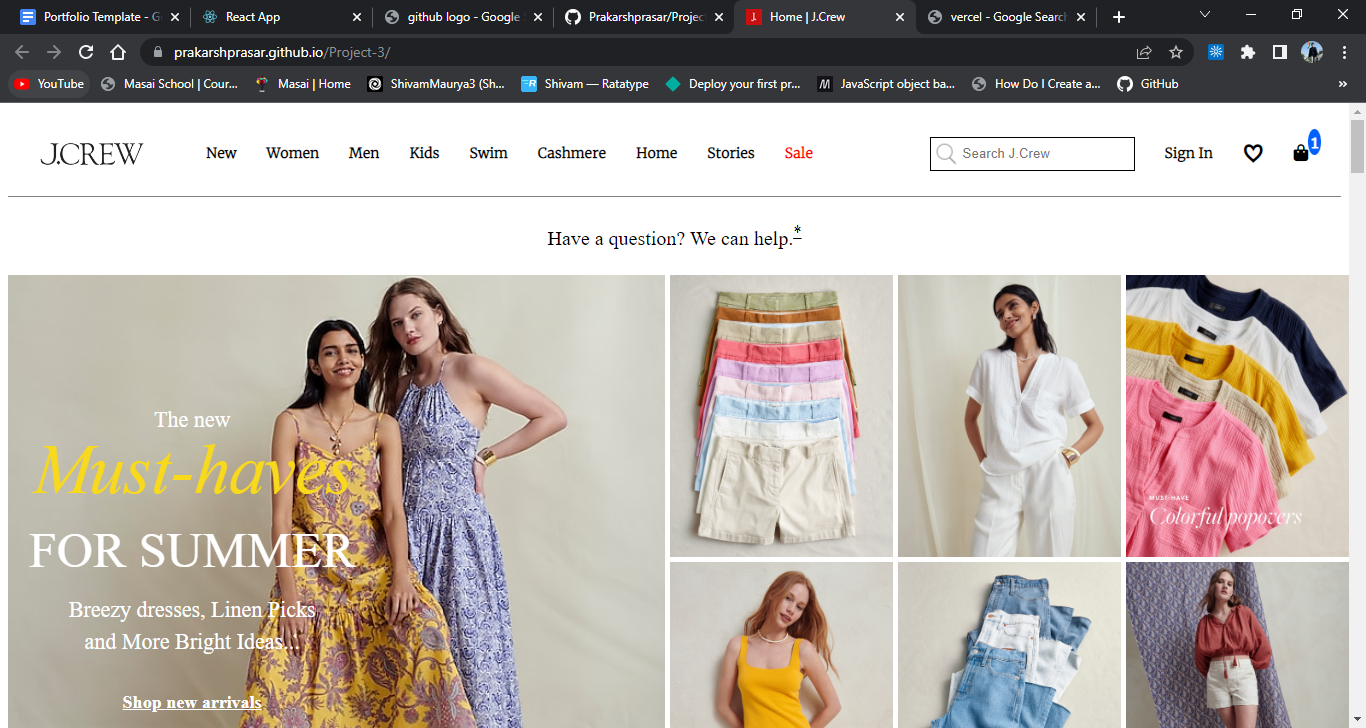 Portfolio Template - G
React App
github logo - Google S
Prakarshprasar/Project
Home | J.Crew
vercel - Google Search
prakarshprasar.github.io/Project-3/
YouTube
Masai School | Cour...
Masai | Home
ShivamMaurya3 (Sh...
Shivam — Ratatype
Deploy your first pr...
JavaScript object ba...
How Do I Create a...
GitHub
»
J.CREW
New
Women
Men
Kids
Swim
Cashmere
Home
Stories
Sale
Search J.Crew
Sign In
1
Have a question? We can help.*
The new
Must-haves
FOR SUMMER
Breezy dresses, Linen Picks
and More Bright Ideas...
Shop new arrivals
MUST-HAVE
Colorful popovers